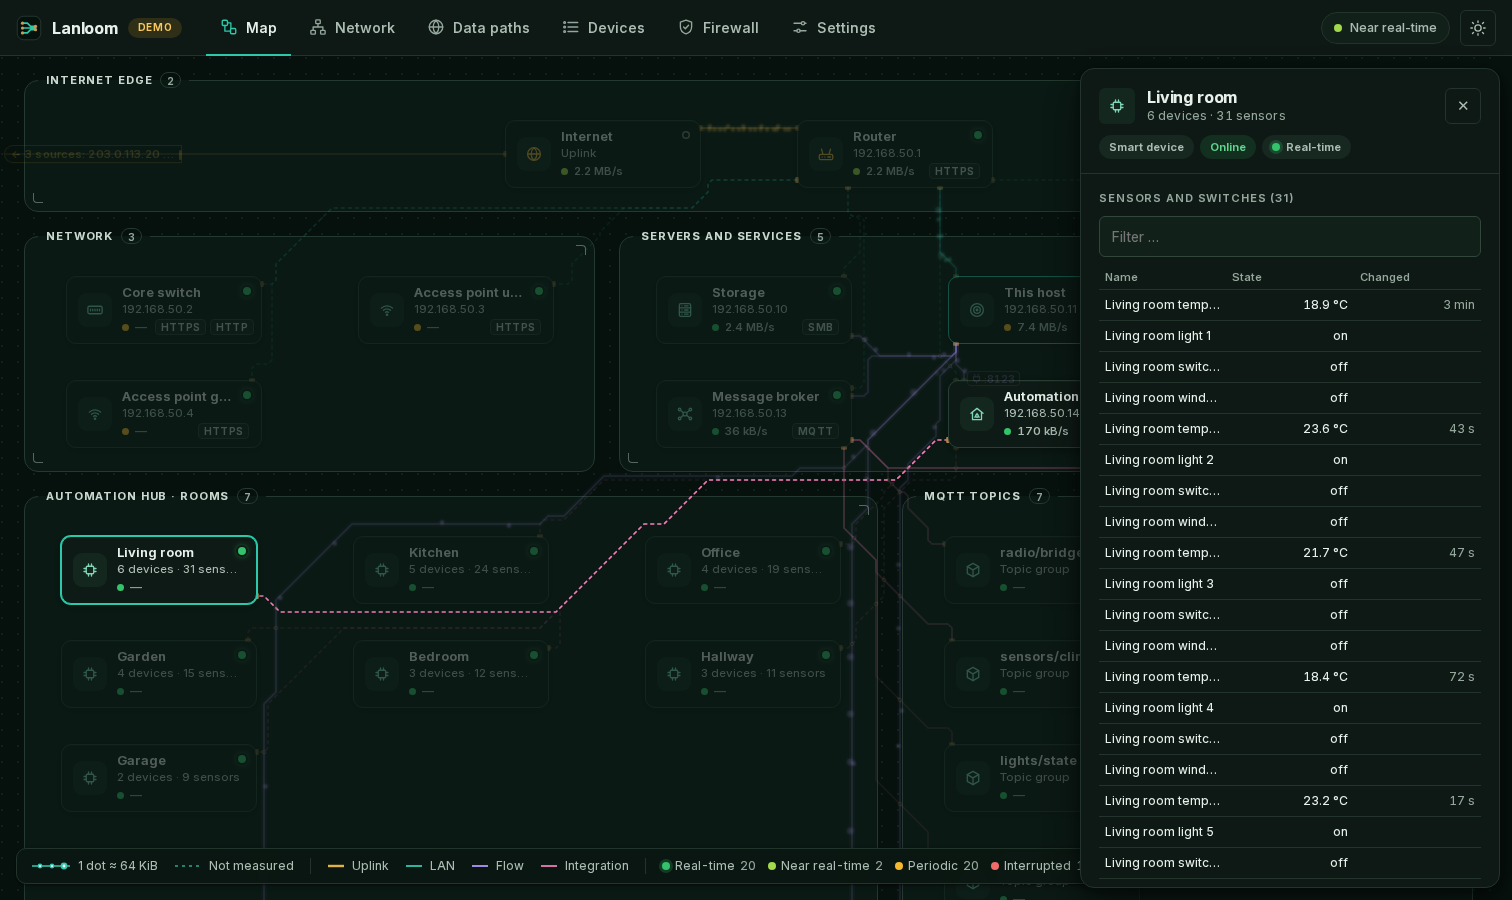 Lanloom DEMO Map Network Data paths Devices Firewall Settings Near real-time
INTERNET EDGE 2
Internet
Uplink
2.2 MB/s
Router
192.168.50.1
2.2 MB/s HTTPS
← 3 sources: 203.0.113.20
NETWORK 3
Core switch
192.168.50.2
— HTTPS HTTP
Access point u…
192.168.50.3
— HTTPS
Access point g…
192.168.50.4
— HTTPS
SERVERS AND SERVICES 5
Storage
192.168.50.10
2.4 MB/s SMB
This host
192.168.50.11
7.4 MB/s
Message broker
192.168.50.13
36 kB/s MQTT
8123
Automation
192.168.50.14
170 kB/s
AUTOMATION HUB · ROOMS 7
Living room
6 devices · 31 sens…
—
Kitchen
5 devices · 24 sens…
—
Office
4 devices · 19 sens…
—
Garden
4 devices · 15 sens…
—
Bedroom
3 devices · 12 sens…
—
Hallway
3 devices · 11 sensors
—
Garage
2 devices · 9 sensors
—
MQTT TOPICS 7
radio/bridge
Topic group
—
sensors/clim
Topic group
—
lights/state
Topic group
—
Topic group
1 dot ≈ 64 KiB Not measured Uplink LAN Flow Integration Real-time 20 Near real-time 2 Periodic 20 Interrupted
Living room
6 devices · 31 sensors
×
Smart device Online Real-time
SENSORS AND SWITCHES (31)
Filter …
Name State Changed
Living room temp… 18.9 °C 3 min
Living room light 1 on
Living room switc… off
Living room wind… off
Living room temp… 23.6 °C 43 s
Living room light 2 on
Living room switc… off
Living room wind… off
Living room temp… 21.7 °C 47 s
Living room light 3 off
Living room switc… off
Living room wind… off
Living room temp… 18.4 °C 72 s
Living room light 4 on
Living room switc… off
Living room wind… off
Living room temp… 23.2 °C 17 s
Living room light 5 on
Living room switc… off